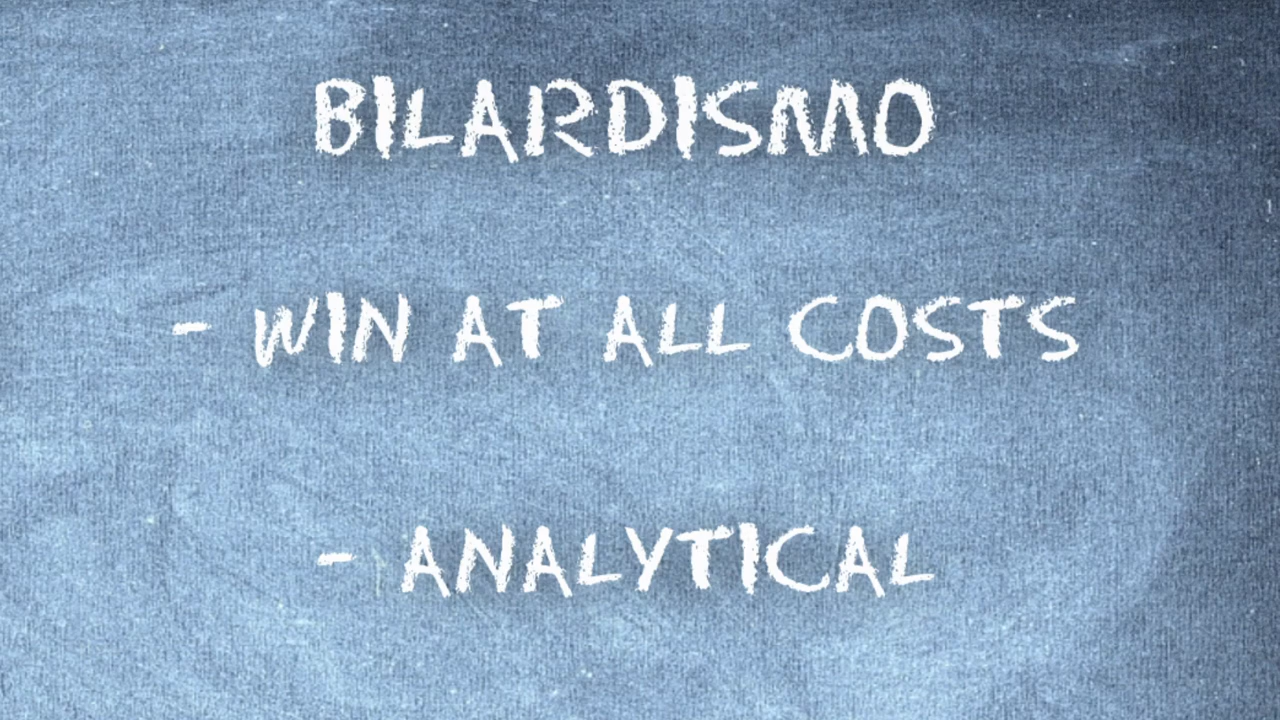 BILARDISMO
- WIN AT ALL COSTS
- ANALYTICAL